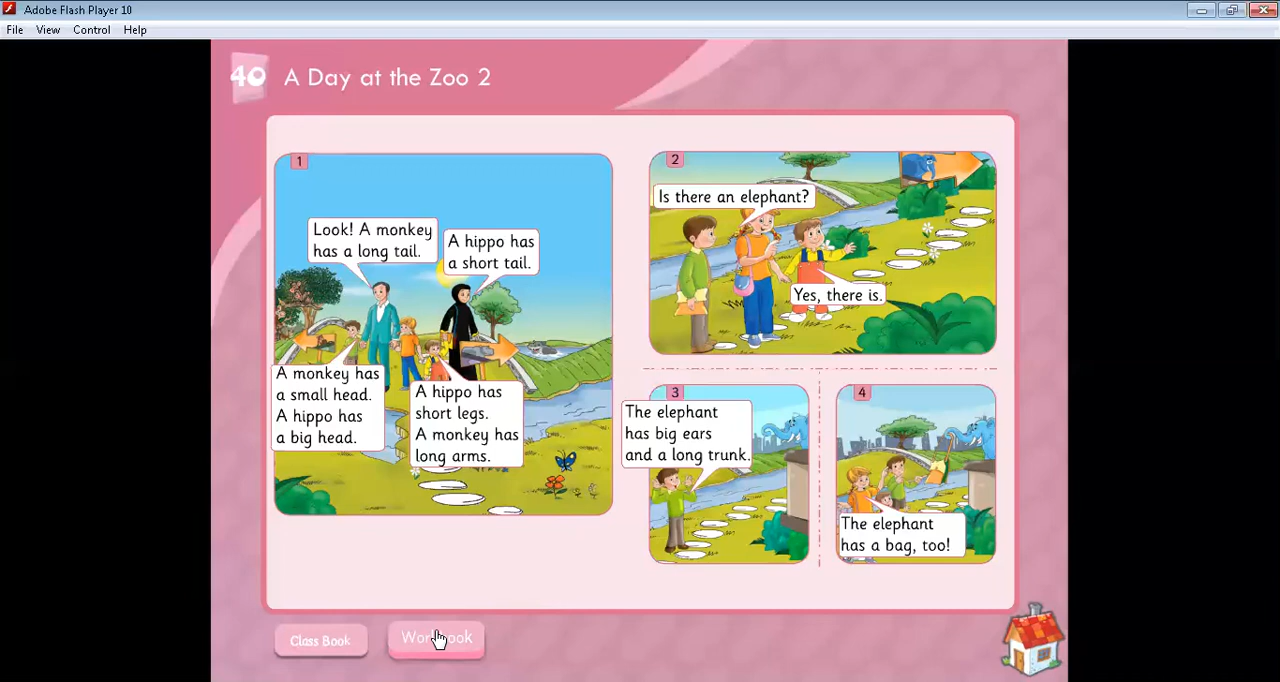 Adobe Flash Player 10
File View Control Help
40 A Day at the Zoo 2
1
Look! A monkey
has a long tail.
A hippo has
a short tail.
A monkey has
a small head.
A hippo has
a big head.
A hippo has
short legs.
A monkey has
long arms.
2
Is there an elephant?
Yes, there is.
3
The elephant
has big ears
and a long trunk.
4
The elephant
has a bag, too!
Class Book
Workbook